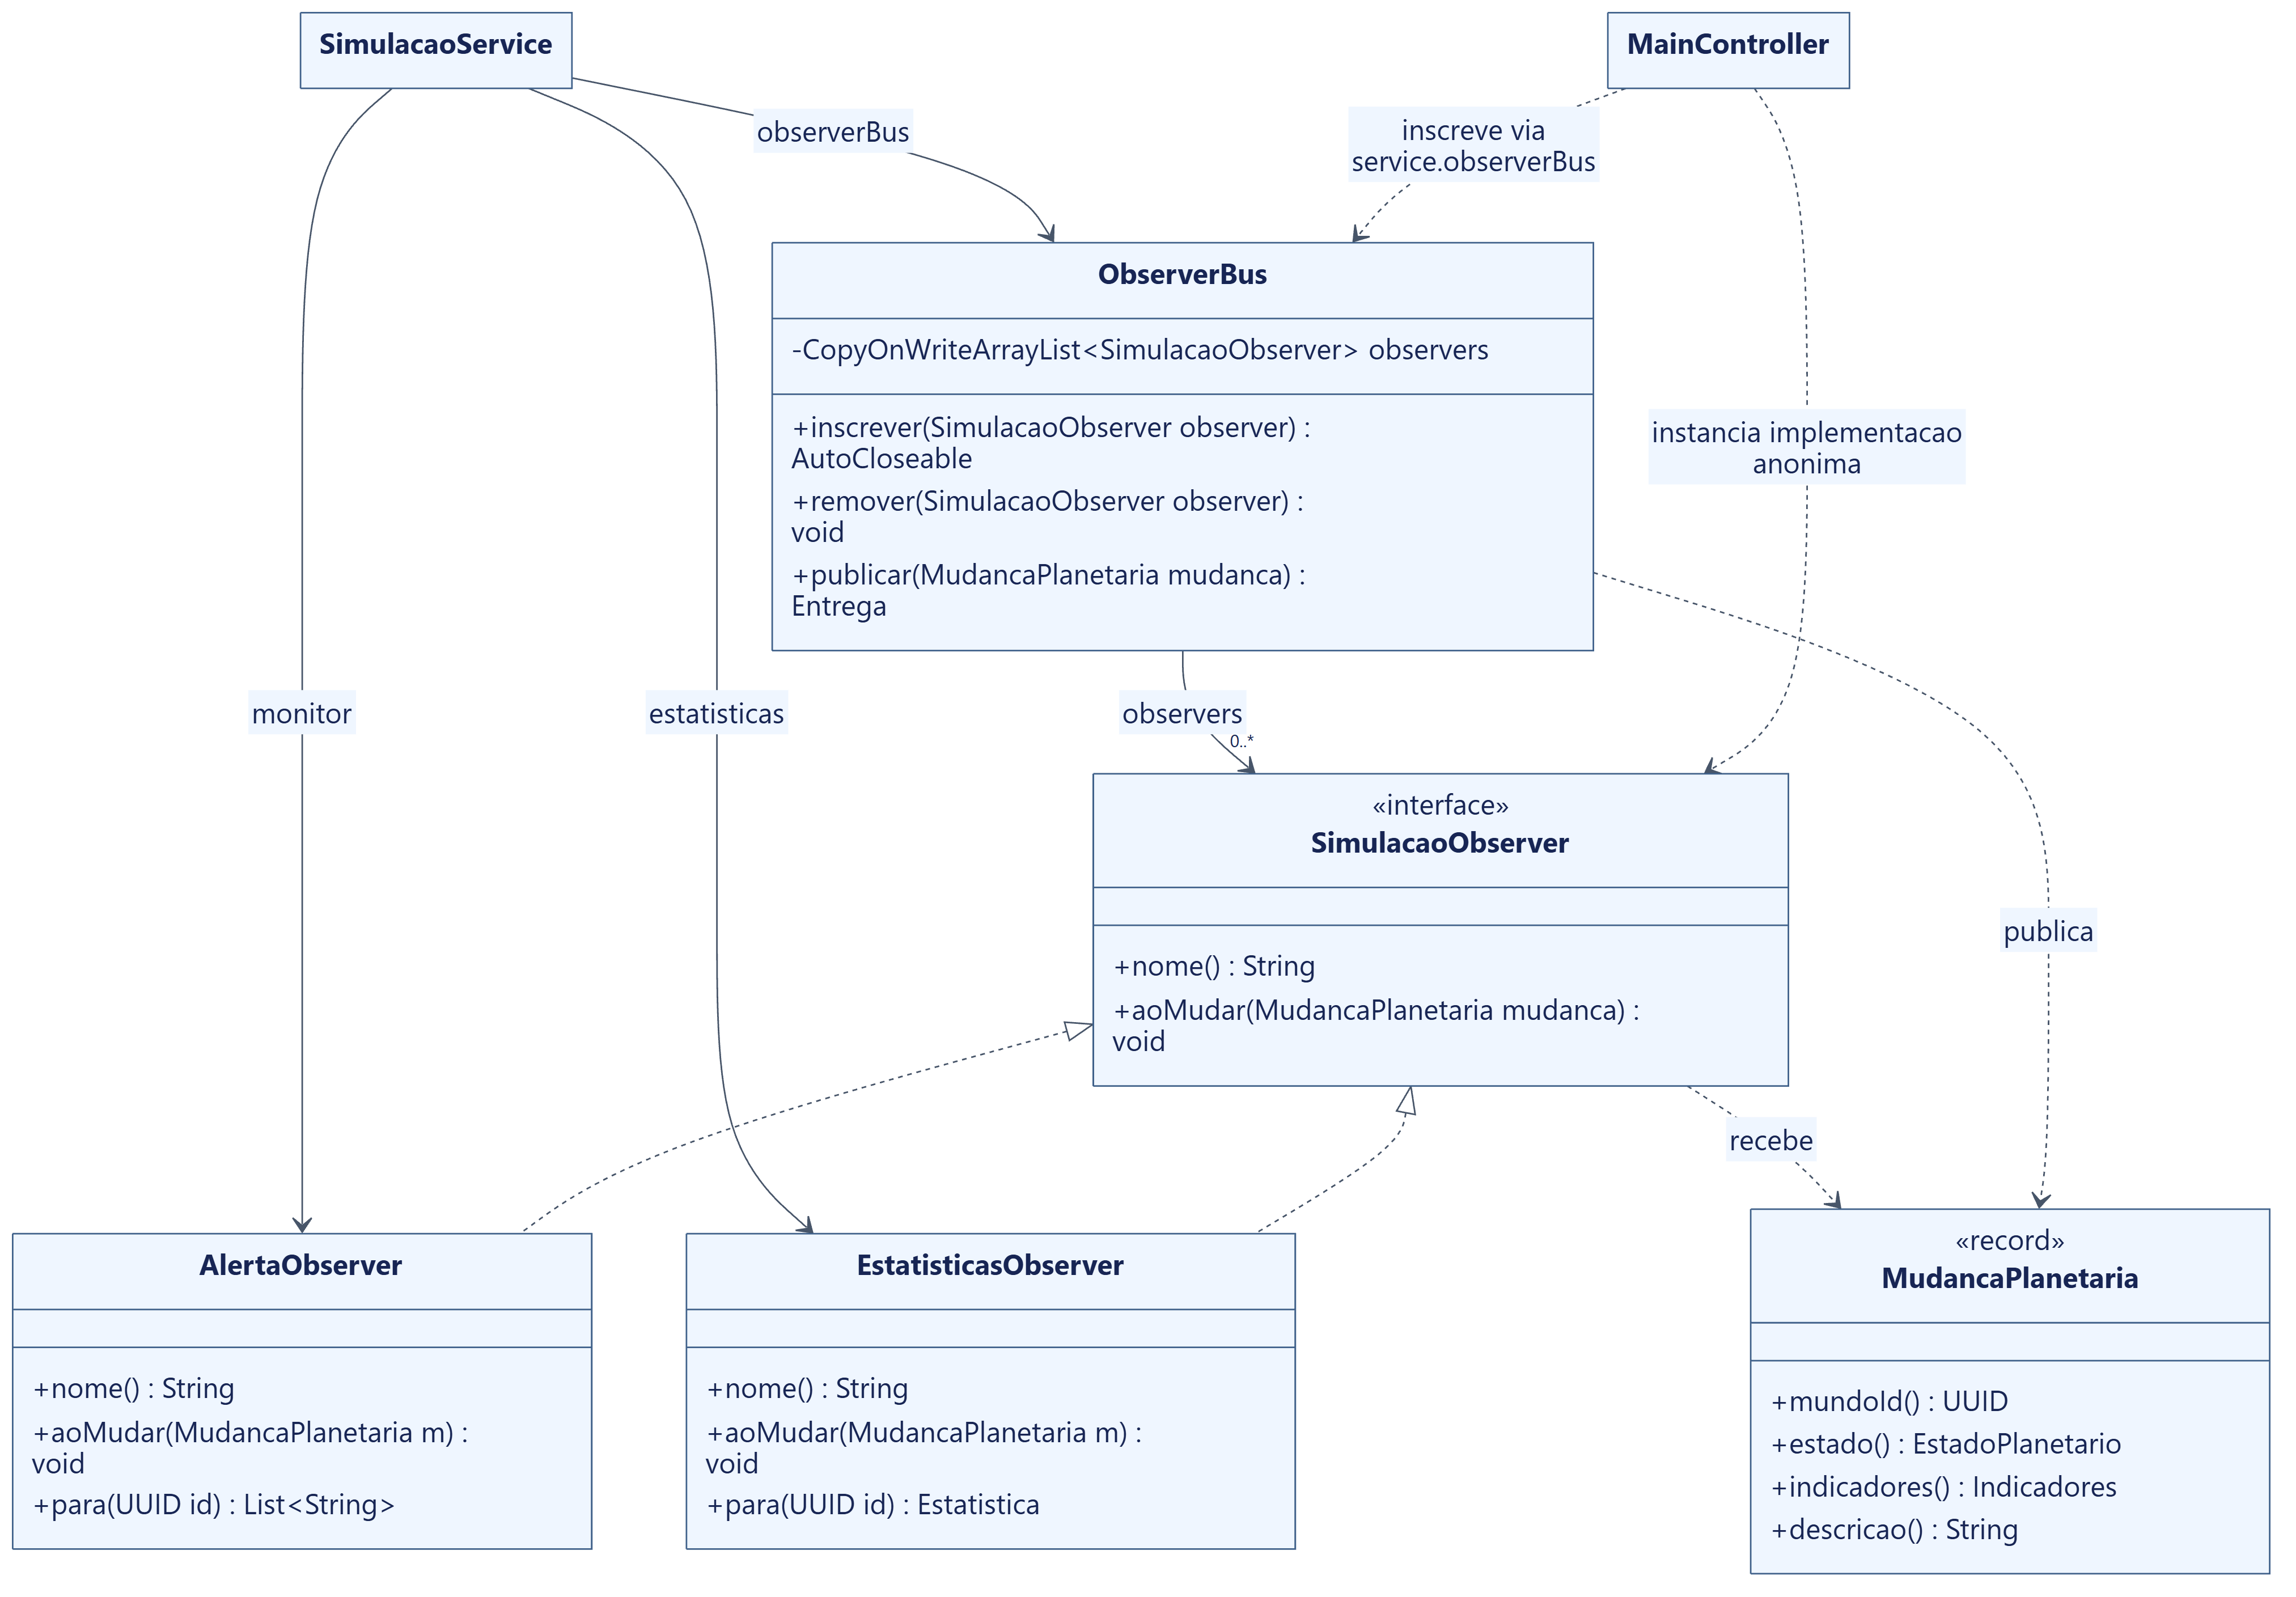 SimulacaoService
MainController
observerBus
inscreve via
service.observerBus
ObserverBus
-CopyOnWriteArrayList<SimulacaoObserver> observers
+inscrever(SimulacaoObserver observer) :
AutoCloseable
+remover(SimulacaoObserver observer) :
void
+publicar(MudancaPlanetaria mudanca) :
Entrega
instancia implementacao
anonima
monitor
estatisticas
observers
0..*
«interface»
SimulacaoObserver
+nome() : String
+aoMudar(MudancaPlanetaria mudanca) :
void
publica
recebe
AlertaObserver
+nome() : String
+aoMudar(MudancaPlanetaria m) :
void
+para(UUID id) : List<String>
EstatisticasObserver
+nome() : String
+aoMudar(MudancaPlanetaria m) :
void
+para(UUID id) : Estatistica
«record»
MudancaPlanetaria
+mundoId() : UUID
+estado() : EstadoPlanetario
+indicadores() : Indicadores
+descricao() : String